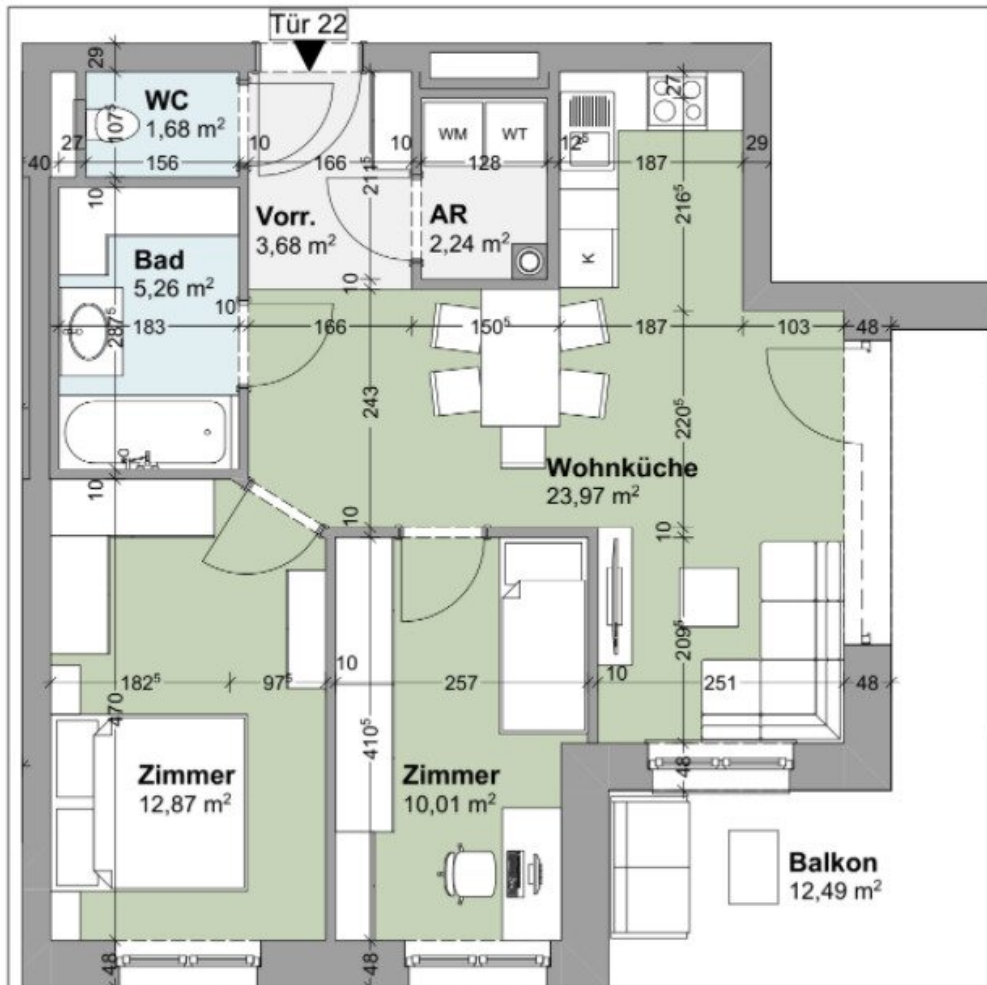 Tür 22
29
WC
1,68 m²
107⁵
27
40
156
10
166
10
211⁵
WM
WT
128
12⁵
27
187
29
10
Vorr.
3,68 m²
AR
2,24 m²
216⁵
K
Bad
5,26 m²
10
10
183
287⁵
166
150⁵
187
103
48
243
220⁵
Wohnküche
23,97 m²
10
10
10
209⁵
182⁵
97⁵
10
257
10
251
48
470
410⁵
Zimmer
12,87 m²
Zimmer
10,01 m²
48
Balkon
12,49 m²
48
48